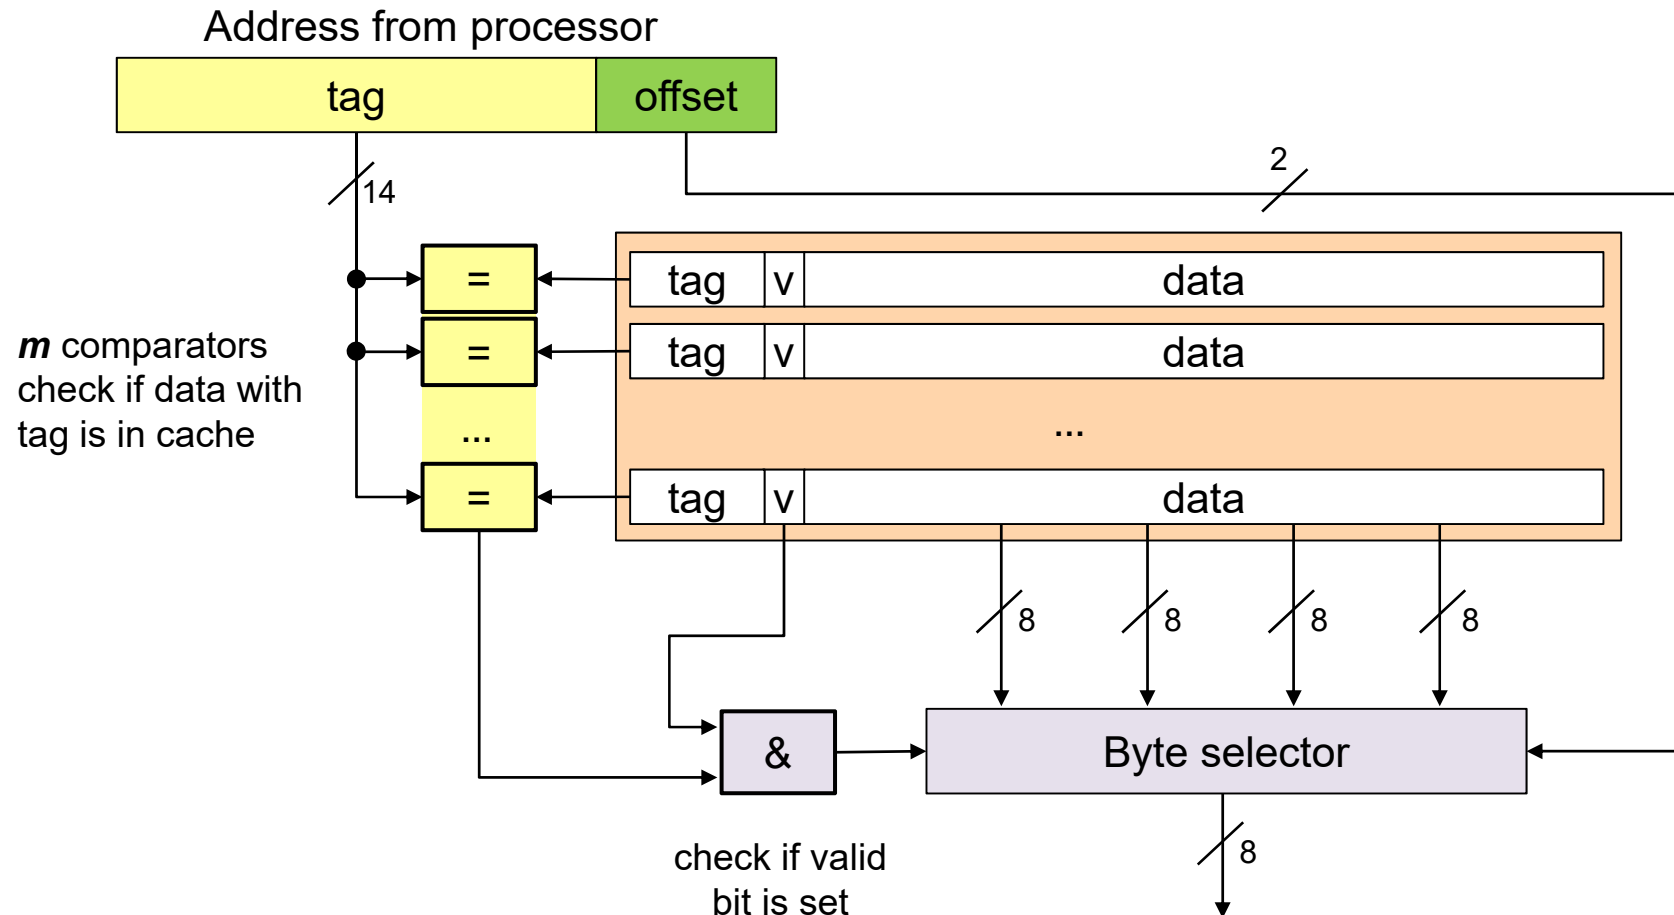 Address from processor
tag offset
2
14
= tag v data
m comparators
check if data with
tag is in cache
= tag v data
... ...
= tag v data
8 8 8 8
& Byte selector
check if valid
bit is set
8